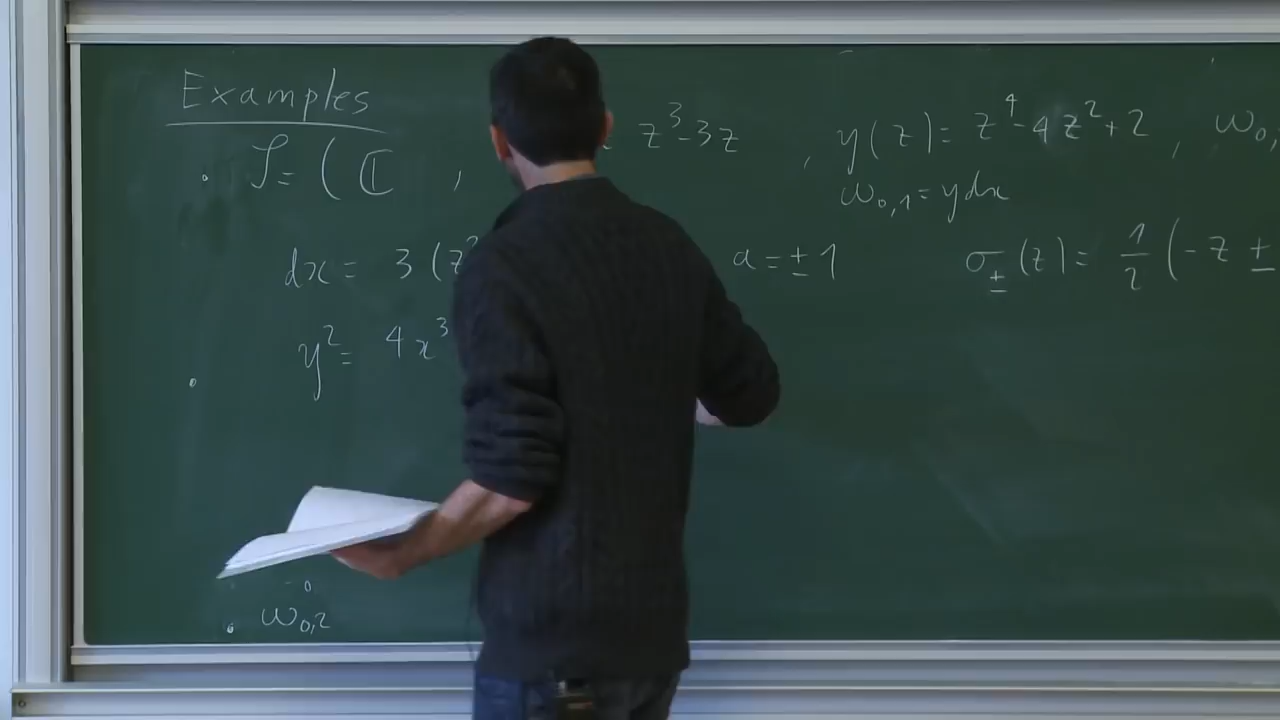 Examples
• 𝒮 = (ℂ , z³-3z , y(z)= z⁴-4z²+2 , ω₀,
ω₀,₁ = ydx
dx = 3(z² a = ±1 σ±(z) = 1/2 (-z ±
• y² = 4x³
• ω₀,₂